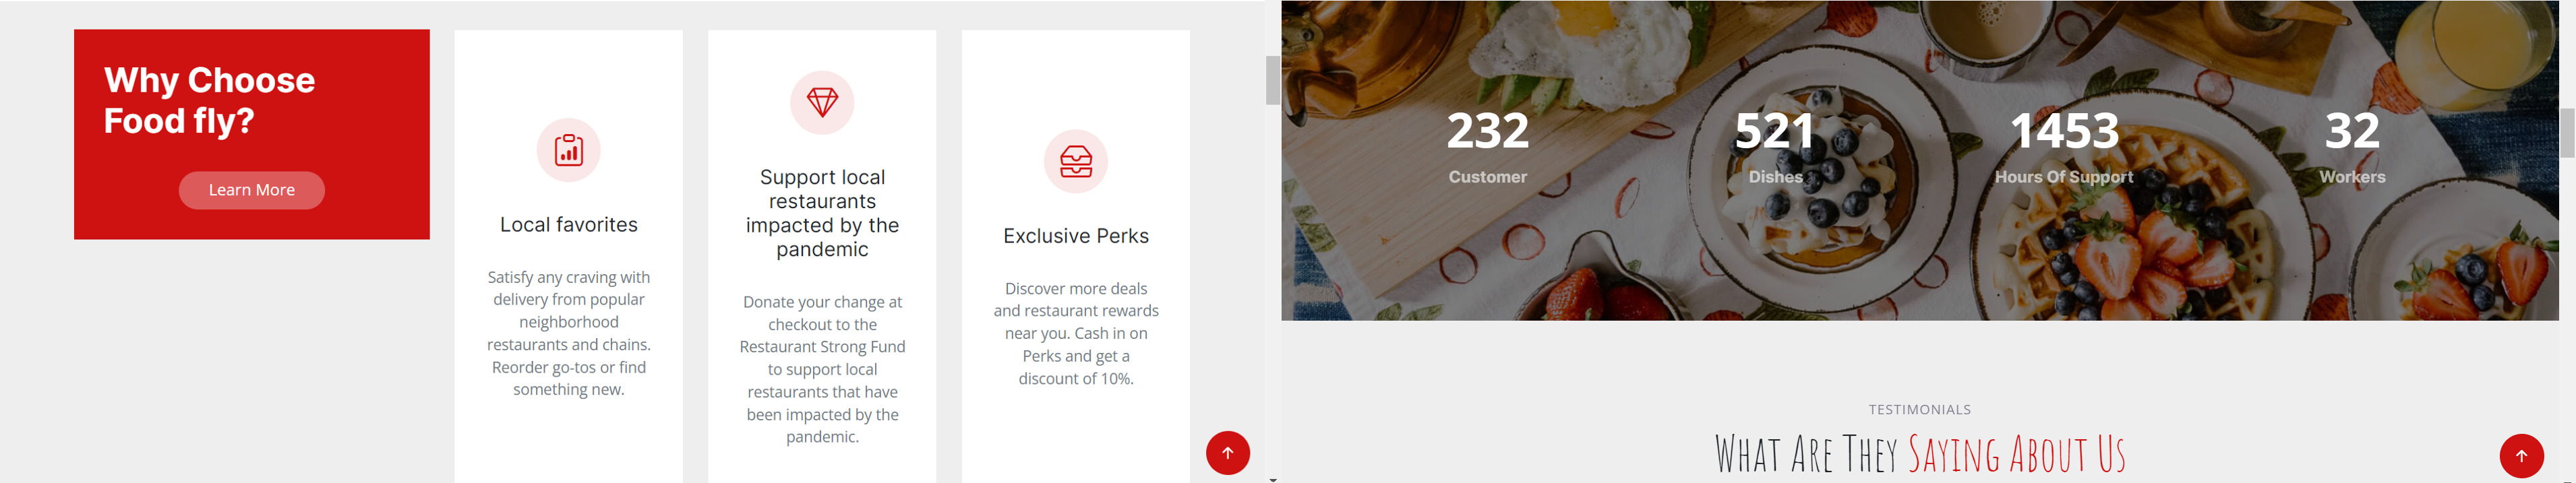 Why Choose
Food fly?
Learn More
Local favorites
Satisfy any craving with
delivery from popular
neighborhood
restaurants and chains.
Reorder go-tos or find
something new.
Support local
restaurants
impacted by the
pandemic
Donate your change at
checkout to the
Restaurant Strong Fund
to support local
restaurants that have
been impacted by the
pandemic.
Exclusive Perks
Discover more deals
and restaurant rewards
near you. Cash in on
Perks and get a
discount of 10%.
232
Customer
521
Dishes
1453
Hours Of Support
32
Workers
TESTIMONIALS
What Are They Saying About Us